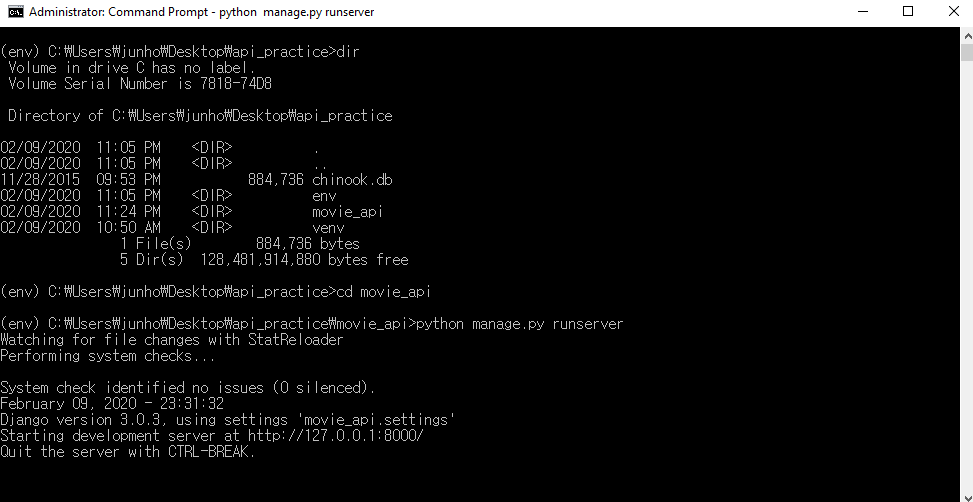 Administrator: Command Prompt - python  manage.py runserver
(env) C:₩Users₩junho₩Desktop₩api_practice>dir
 Volume in drive C has no label.
 Volume Serial Number is 7818-74D8
 Directory of C:₩Users₩junho₩Desktop₩api_practice
02/09/2020  11:05 PM    <DIR>          .
02/09/2020  11:05 PM    <DIR>          ..
11/28/2015  09:53 PM           884,736 chinook.db
02/09/2020  11:05 PM    <DIR>          env
02/09/2020  11:24 PM    <DIR>          movie_api
02/09/2020  10:50 AM    <DIR>          venv
               1 File(s)        884,736 bytes
               5 Dir(s)  128,481,914,880 bytes free
(env) C:₩Users₩junho₩Desktop₩api_practice>cd movie_api
(env) C:₩Users₩junho₩Desktop₩api_practice₩movie_api>python manage.py runserver
Watching for file changes with StatReloader
Performing system checks...
System check identified no issues (0 silenced).
February 09, 2020 - 23:31:32
Django version 3.0.3, using settings 'movie_api.settings'
Starting development server at http://127.0.0.1:8000/
Quit the server with CTRL-BREAK.